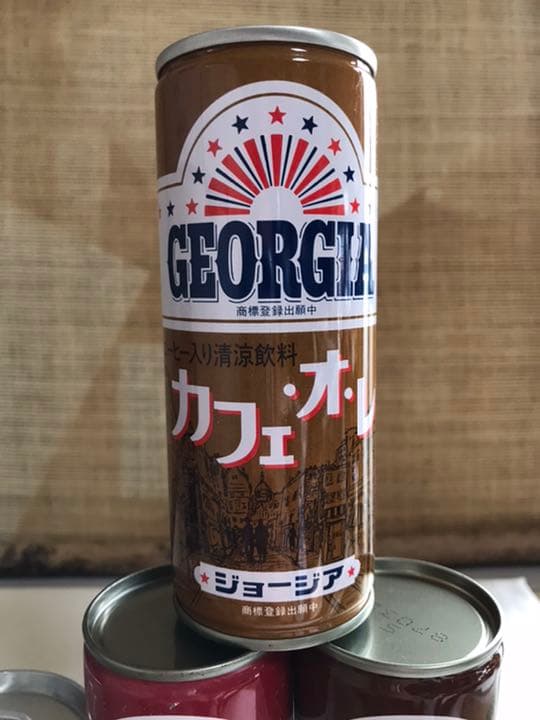 GEORGIA
商標登録出願中
ーヒー入り清涼飲料
カフェ・オ・レ
ジョージア
商標登録出願中